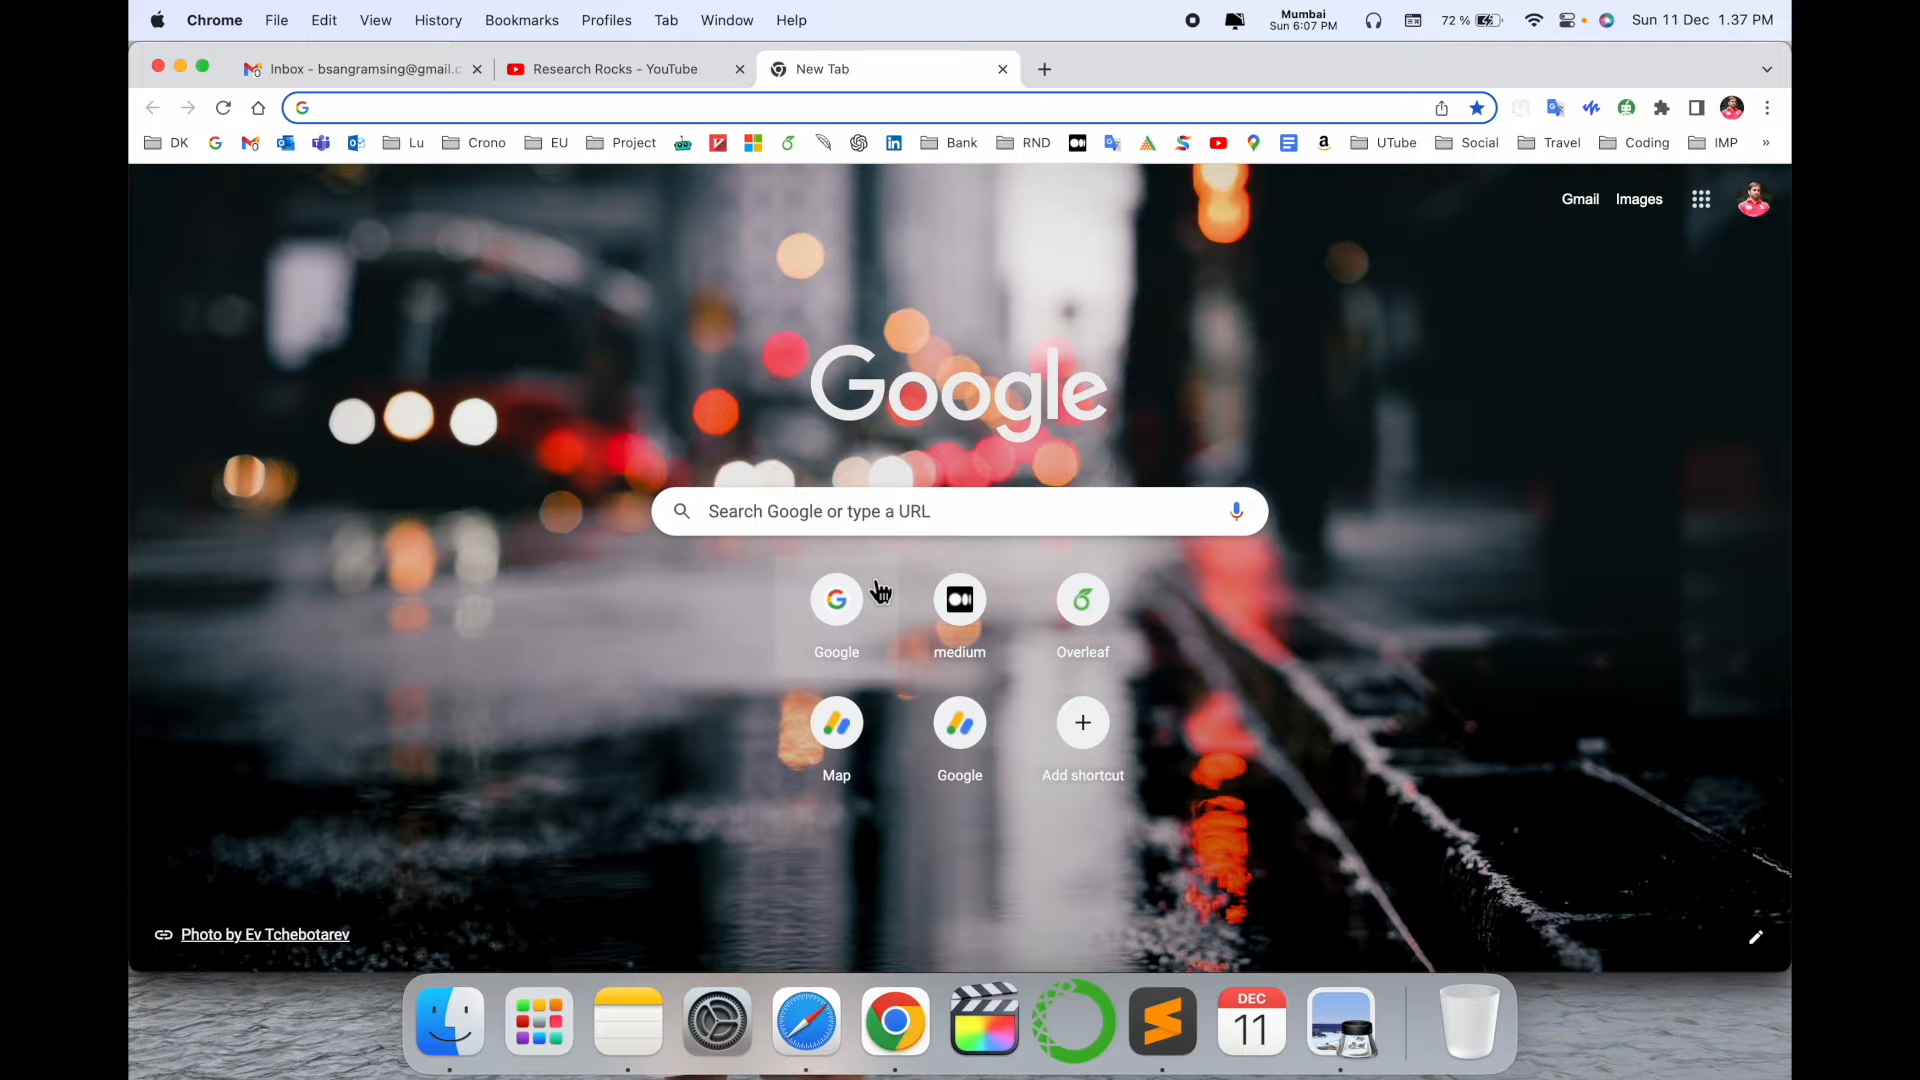 Chrome File Edit View History Bookmarks Profiles Tab Window Help
Mumbai
Sun 6:07 PM
72 %
Sun 11 Dec 1.37 PM
Inbox - bsangramsing@gmail.c
Research Rocks - YouTube
New Tab
DK Lu Crono EU Project Bank RND UTube Social Travel Coding IMP »
Gmail Images
Google
Search Google or type a URL
Google medium Overleaf
Map Google Add shortcut
Photo by Ev Tchebotarev
DEC
11